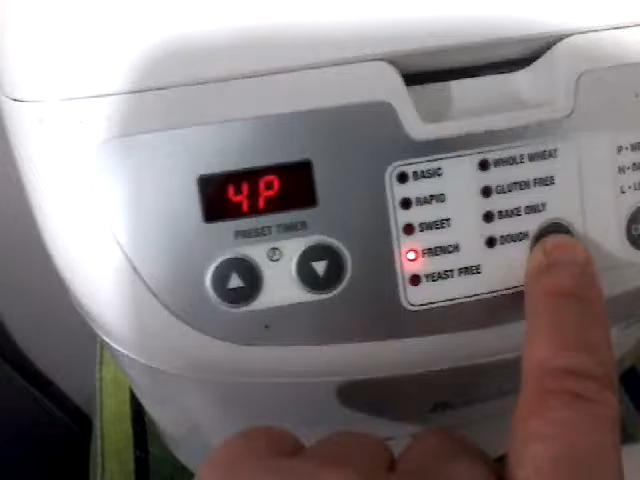 4P
PRESET TIMER
BASIC
RAPID
SWEET
FRENCH
YEAST FREE
WHOLE WHEAT
GLUTEN FREE
BAKE ONLY
DOUGH